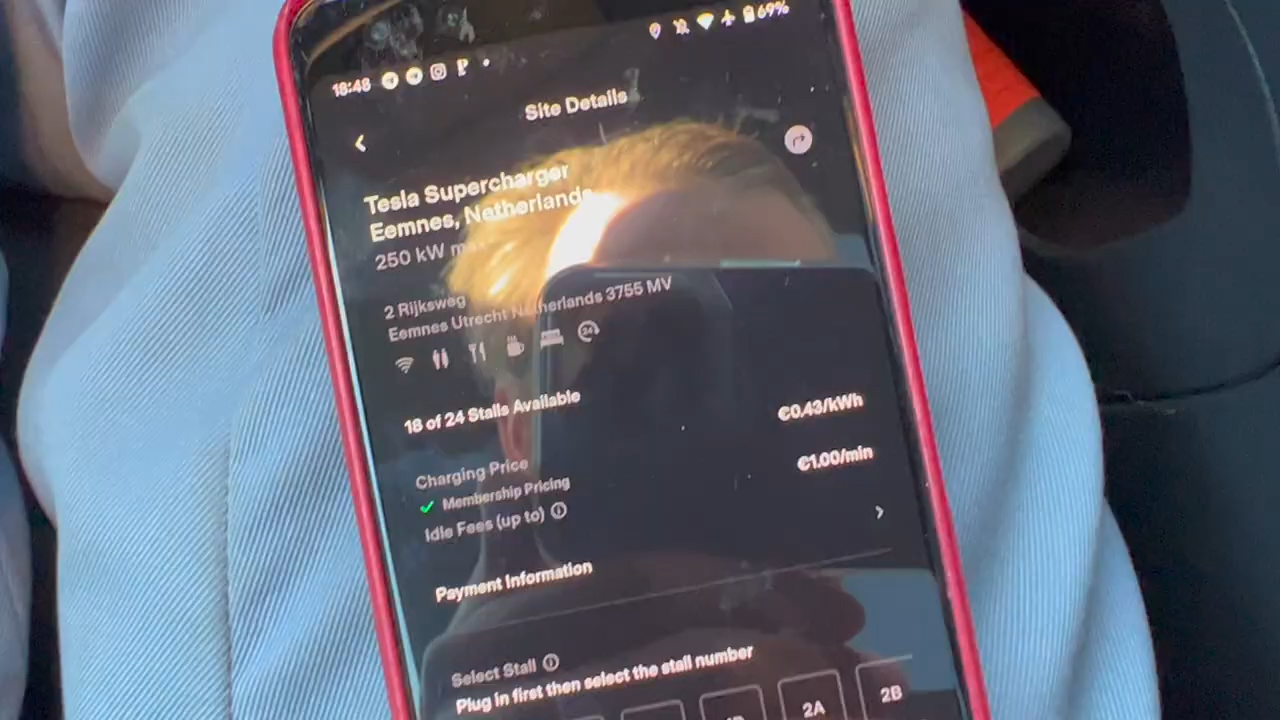 18:48
69%
Site Details
Tesla Supercharger
Eemnes, Netherlands
250 kW
2 Rijksweg
Eemnes Utrecht Netherlands 3755 MV
24
18 of 24 Stalls Available
Charging Price €0.43/kWh
Membership Pricing
Idle Fees (up to) €1.00/min
Payment Information
Select Stall
Plug in first then select the stall number
2A
2B